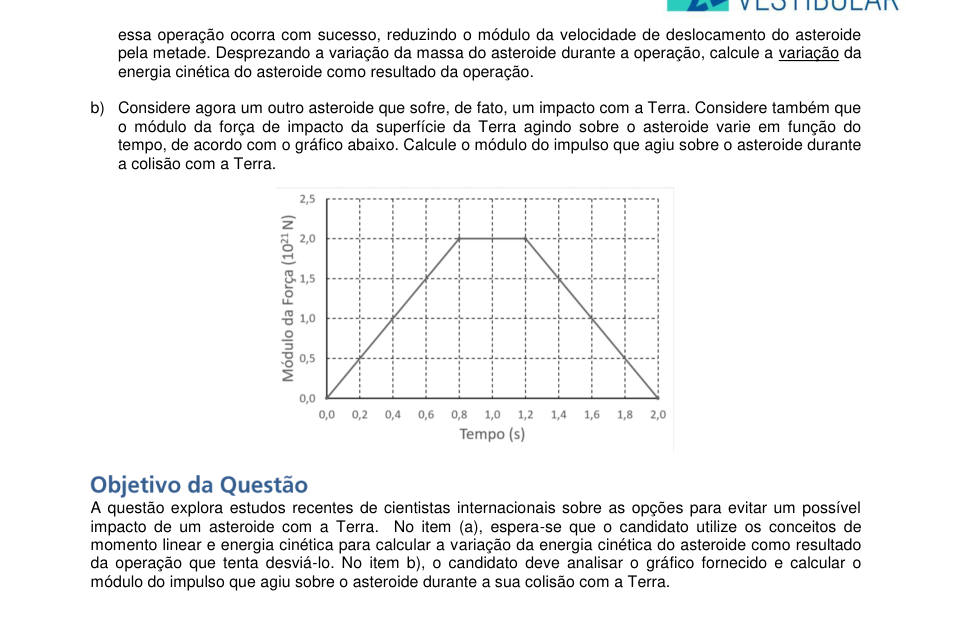 VESTIBULAR
essa operação ocorra com sucesso, reduzindo o módulo da velocidade de deslocamento do asteroide
pela metade. Desprezando a variação da massa do asteroide durante a operação, calcule a variação da
energia cinética do asteroide como resultado da operação.
b) Considere agora um outro asteroide que sofre, de fato, um impacto com a Terra. Considere também que
o módulo da força de impacto da superfície da Terra agindo sobre o asteroide varie em função do
tempo, de acordo com o gráfico abaixo. Calcule o módulo do impulso que agiu sobre o asteroide durante
a colisão com a Terra.
Módulo da Força (10²¹ N)
2,5
2,0
1,5
1,0
0,5
0,0
0,0 0,2 0,4 0,6 0,8 1,0 1,2 1,4 1,6 1,8 2,0
Tempo (s)
Objetivo da Questão
A questão explora estudos recentes de cientistas internacionais sobre as opções para evitar um possível
impacto de um asteroide com a Terra. No item (a), espera-se que o candidato utilize os conceitos de
momento linear e energia cinética para calcular a variação da energia cinética do asteroide como resultado
da operação que tenta desviá-lo. No item b), o candidato deve analisar o gráfico fornecido e calcular o
módulo do impulso que agiu sobre o asteroide durante a sua colisão com a Terra.